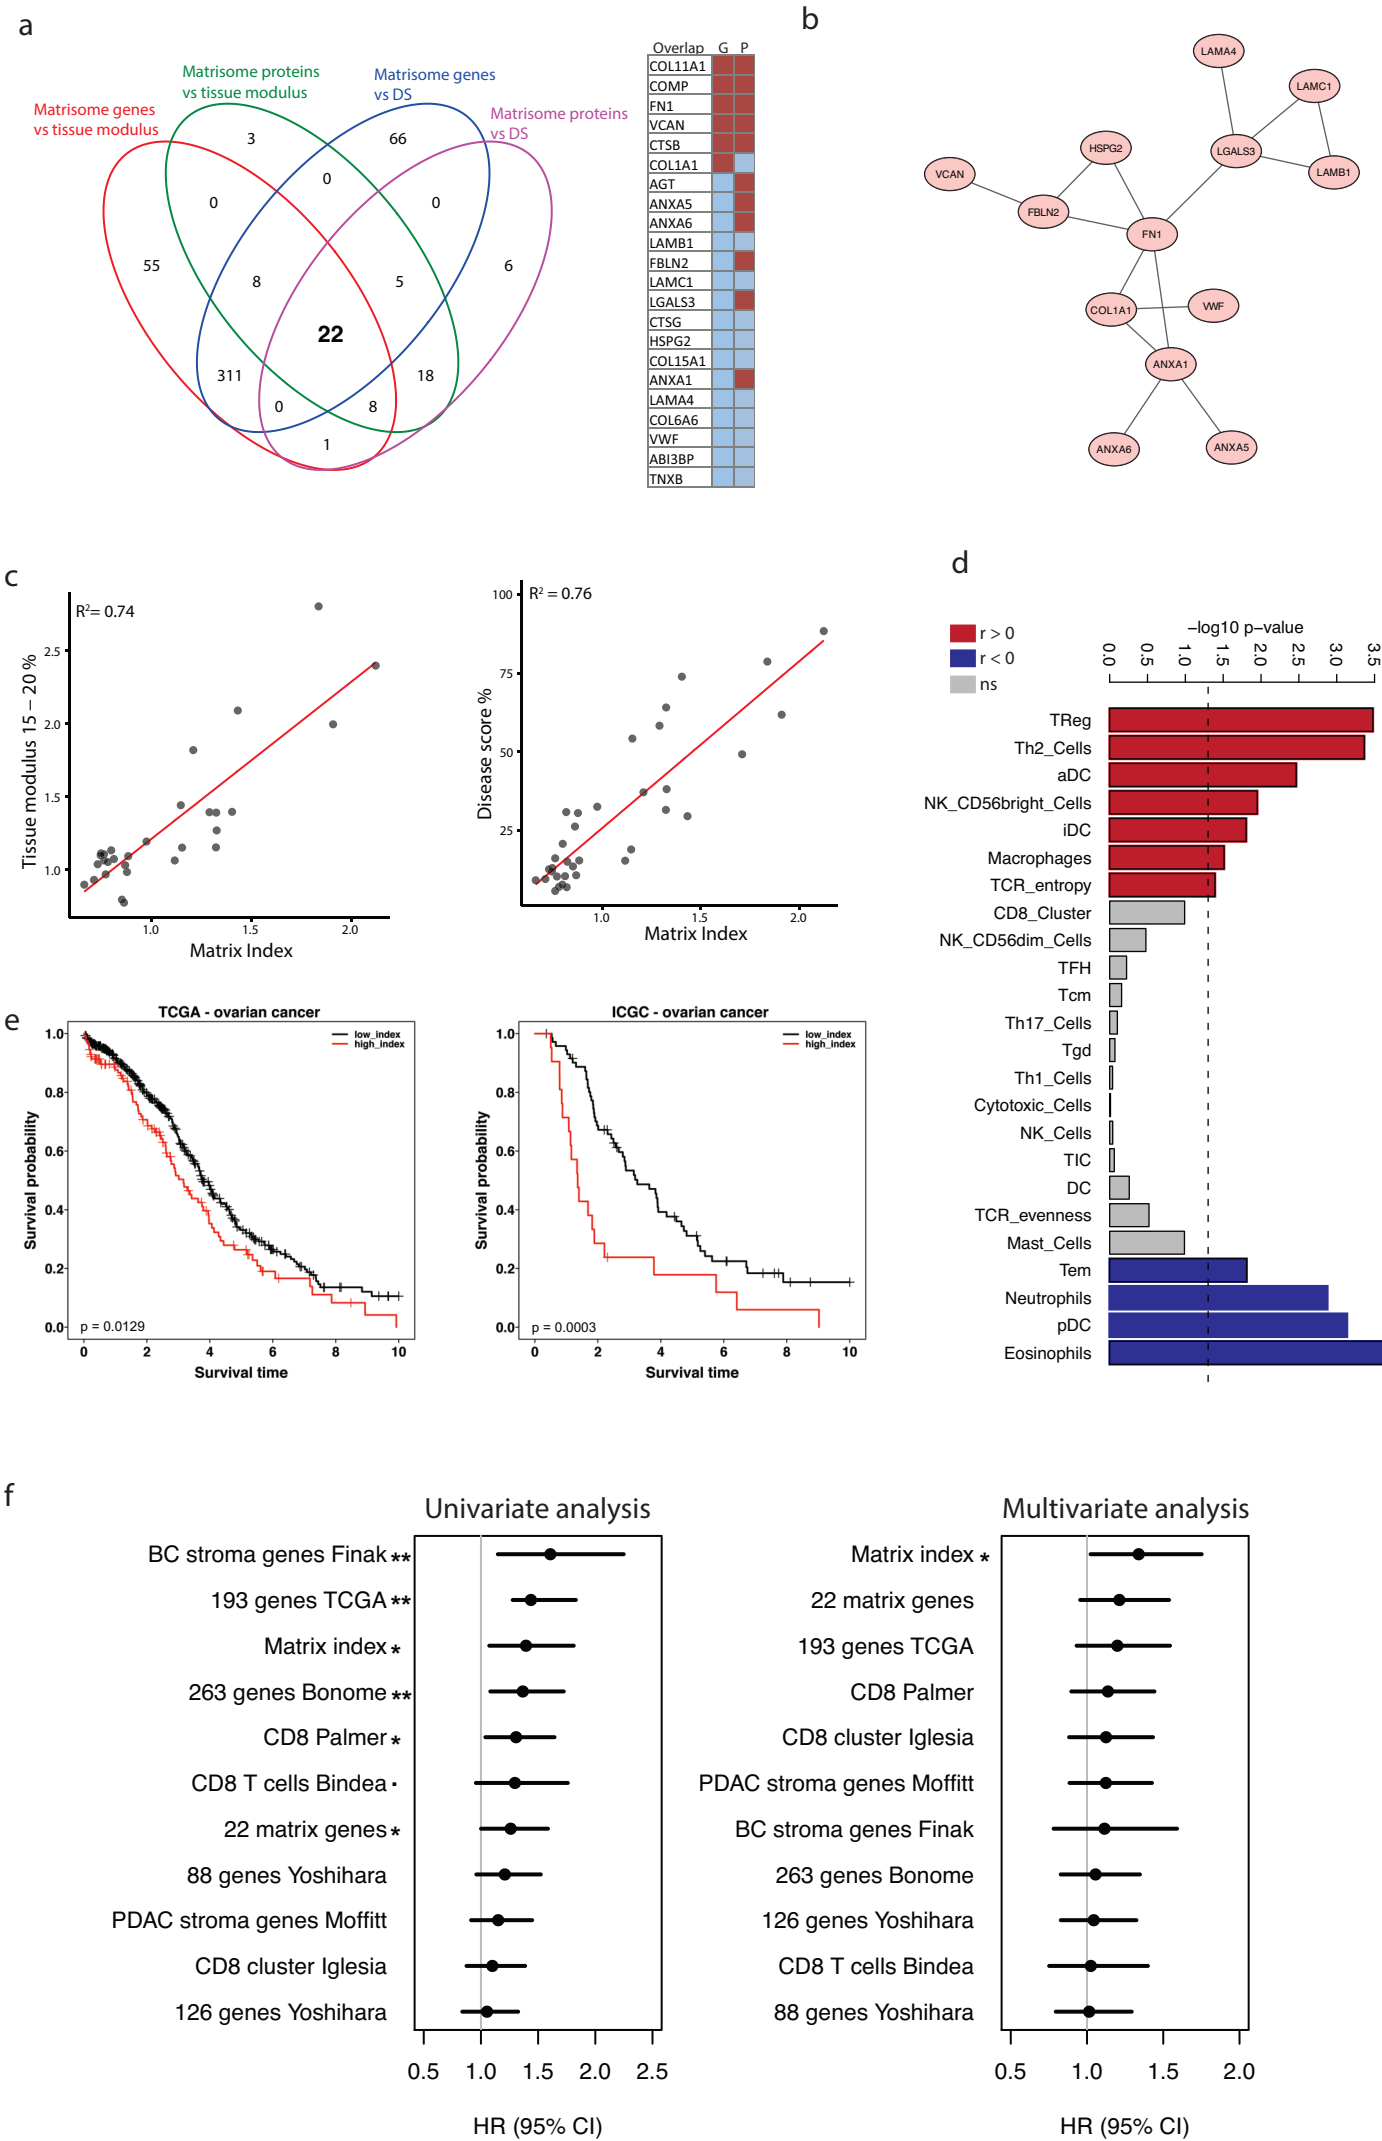 a
Matrisome genes
vs tissue modulus
Matrisome proteins
vs tissue modulus
Matrisome genes
vs DS
Matrisome proteins
vs DS
3
66
0
0
0
55
8
5
6
22
311
18
0
8
1
Overlap G P
COL11A1
COMP
FN1
VCAN
CTSB
COL1A1
AGT
ANXA5
ANXA6
LAMB1
FBLN2
LAMC1
LGALS3
CTSG
HSPG2
COL15A1
ANXA1
LAMA4
COL6A6
VWF
ABI3BP
TNXB
b
LAMA4
LAMC1
HSPG2
LGALS3
VCAN
LAMB1
FBLN2
FN1
COL1A1
VWF
ANXA1
ANXA6
ANXA5
c
R²= 0.74
Tissue modulus 15 – 20 %
2.5
2.0
1.5
1.0
1.0 1.5 2.0
Matrix Index
R² = 0.76
Disease score %
100
75
50
25
1.0 1.5 2.0
Matrix Index
d
r > 0
r < 0
ns
−log10 p−value
0.0 0.5 1.0 1.5 2.0 2.5 3.0 3.5
TReg
Th2_Cells
aDC
NK_CD56bright_Cells
iDC
Macrophages
TCR_entropy
CD8_Cluster
NK_CD56dim_Cells
TFH
Tcm
Th17_Cells
Tgd
Th1_Cells
Cytotoxic_Cells
NK_Cells
TIC
DC
TCR_evenness
Mast_Cells
Tem
Neutrophils
pDC
Eosinophils
e
TCGA - ovarian cancer
low_index
high_index
Survival probability
1.0
0.8
0.6
0.4
0.2
0.0
p = 0.0129
0 2 4 6 8 10
Survival time
ICGC - ovarian cancer
low_index
high_index
Survival probability
1.0
0.8
0.6
0.4
0.2
0.0
p = 0.0003
0 2 4 6 8 10
Survival time
f
Univariate analysis
BC stroma genes Finak **
193 genes TCGA **
Matrix index *
263 genes Bonome **
CD8 Palmer *
CD8 T cells Bindea .
22 matrix genes *
88 genes Yoshihara
PDAC stroma genes Moffitt
CD8 cluster Iglesia
126 genes Yoshihara
0.5 1.0 1.5 2.0 2.5
HR (95% CI)
Multivariate analysis
Matrix index *
22 matrix genes
193 genes TCGA
CD8 Palmer
CD8 cluster Iglesia
PDAC stroma genes Moffitt
BC stroma genes Finak
263 genes Bonome
126 genes Yoshihara
CD8 T cells Bindea
88 genes Yoshihara
0.5 1.0 1.5 2.0
HR (95% CI)